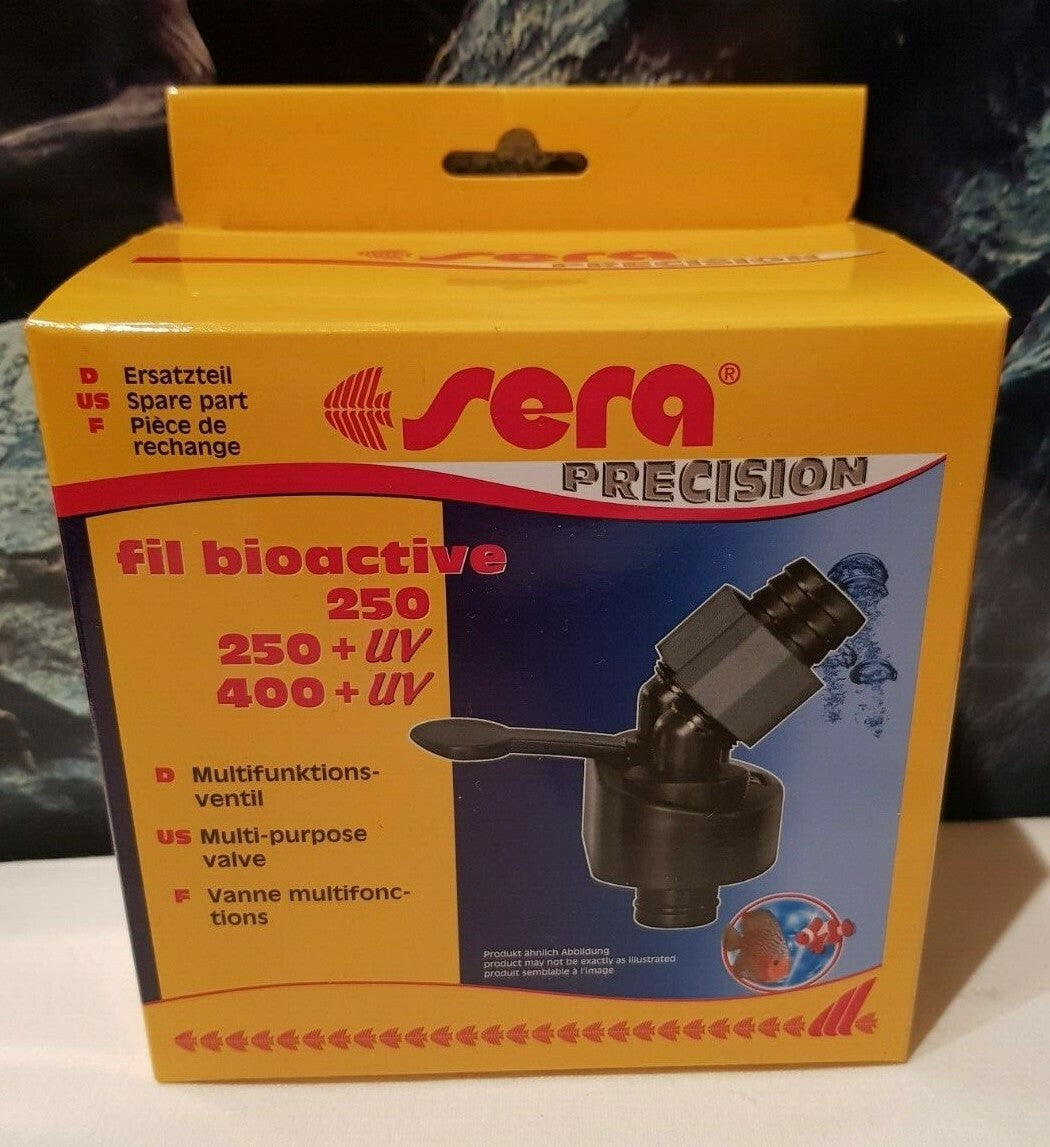 sera
PRECISION
D Ersatzteil
US Spare part
F Pièce de
rechange
sera®
PRECISION
fil bioactive
250
250 + UV
400 + UV
D Multifunktions-
ventil
US Multi-purpose
valve
F Vanne multifonc-
tions
Produkt ähnlich Abbildung
product may not be exactly as illustrated
produit semblable à l'image